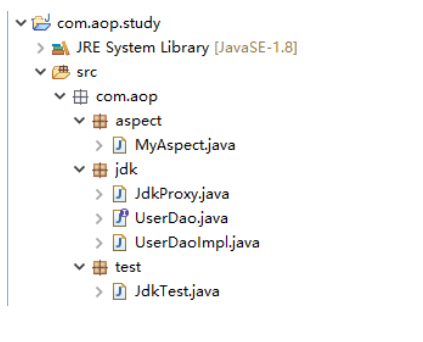 com.aop.study
JRE System Library [JavaSE-1.8]
src
com.aop
aspect
MyAspect.java
jdk
JdkProxy.java
UserDao.java
UserDaoImpl.java
test
JdkTest.java